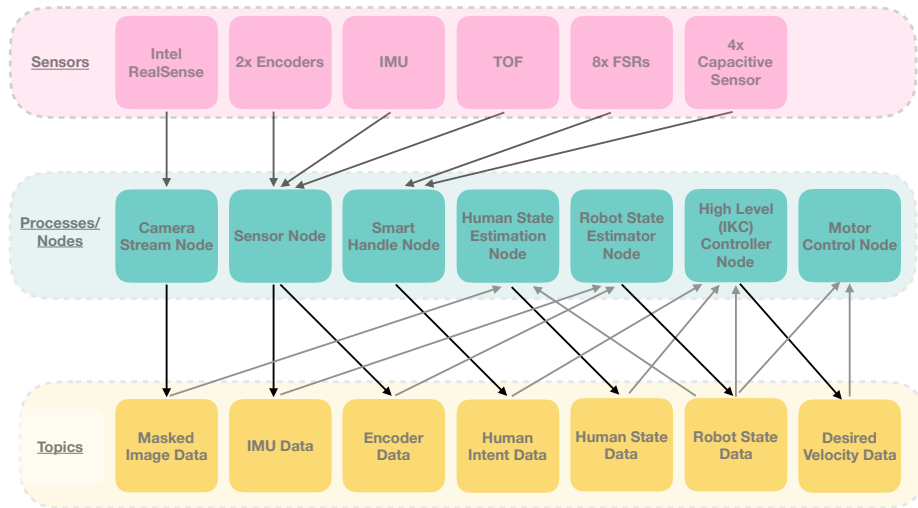 Sensors
Intel
RealSense
2x Encoders
IMU
TOF
8x FSRs
4x
Capacitive
Sensor
Processes/
Nodes
Camera
Stream Node
Sensor Node
Smart
Handle Node
Human State
Estimation
Node
Robot State
Estimator
Node
High Level
(IKC)
Controller
Node
Motor
Control Node
Topics
Masked
Image Data
IMU Data
Encoder
Data
Human
Intent Data
Human State
Data
Robot State
Data
Desired
Velocity Data